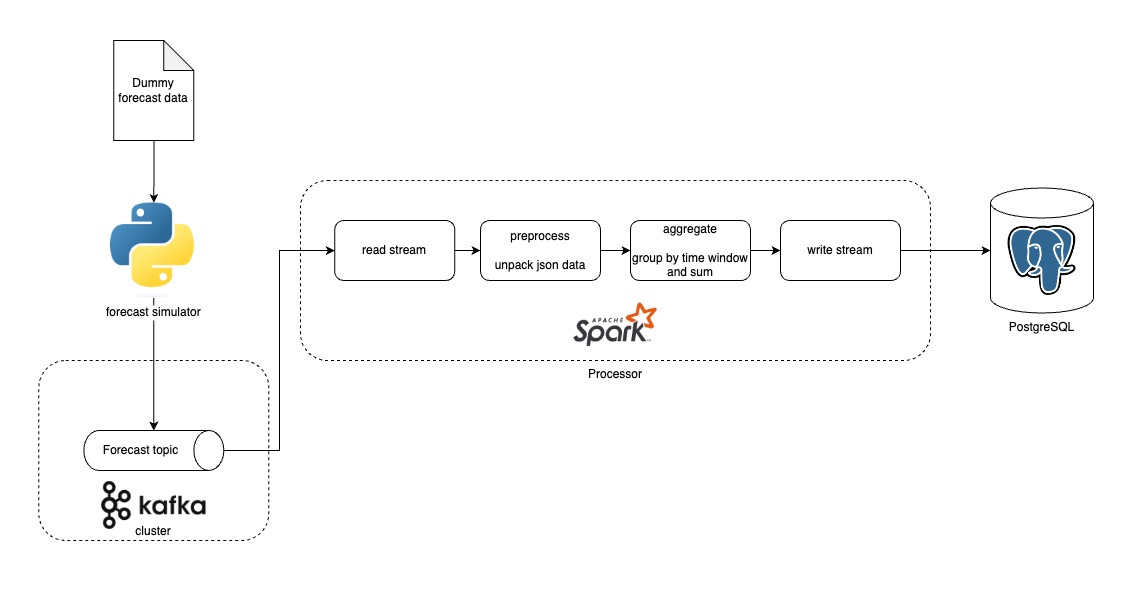 Dummy
forecast data
forecast simulator
Forecast topic
kafka
cluster
read stream
preprocess
unpack json data
aggregate
group by time window
and sum
write stream
APACHE
Spark
Processor
PostgreSQL